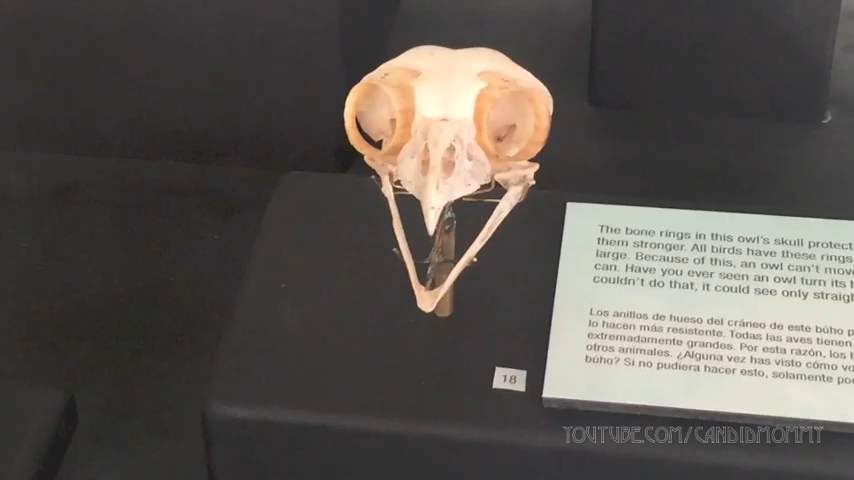 The bone rings in this owl's skull protect
them stronger. All birds have these rings
large. Because of this, an owl can't move
can. Have you ever seen an owl turn its h
couldn't do that, it could see only straigh
Los anillos de hueso del cráneo de este búho p
lo hacen más resistente. Todas las aves tienen
extremadamente grandes. Por esta razón, los b
otros animales. ¿Alguna vez has visto cómo vo
búho? Si no pudiera hacer esto, solamente po
18
YOUTUBE.COM/CANDIDMOMMY